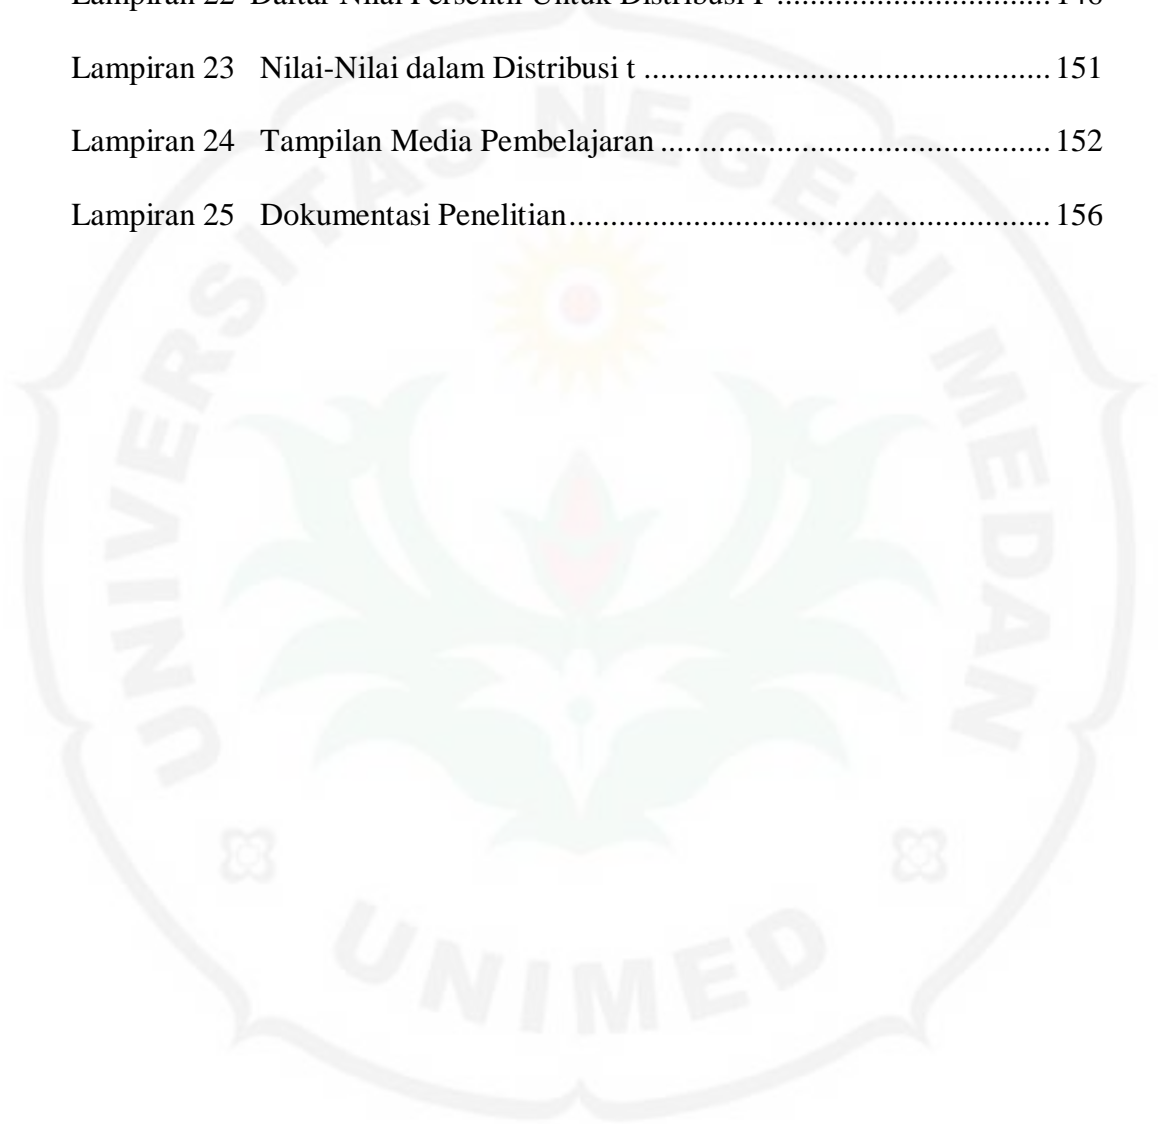 Lampiran 22 Daftar Nilai Persentil Untuk Distribusi F ................................. 146
Lampiran 23 Nilai-Nilai dalam Distribusi t ................................................. 151
Lampiran 24 Tampilan Media Pembelajaran ............................................... 152
Lampiran 25 Dokumentasi Penelitian.......................................................... 156
UNIVERSITAS NEGERI MEDAN
UNIMED